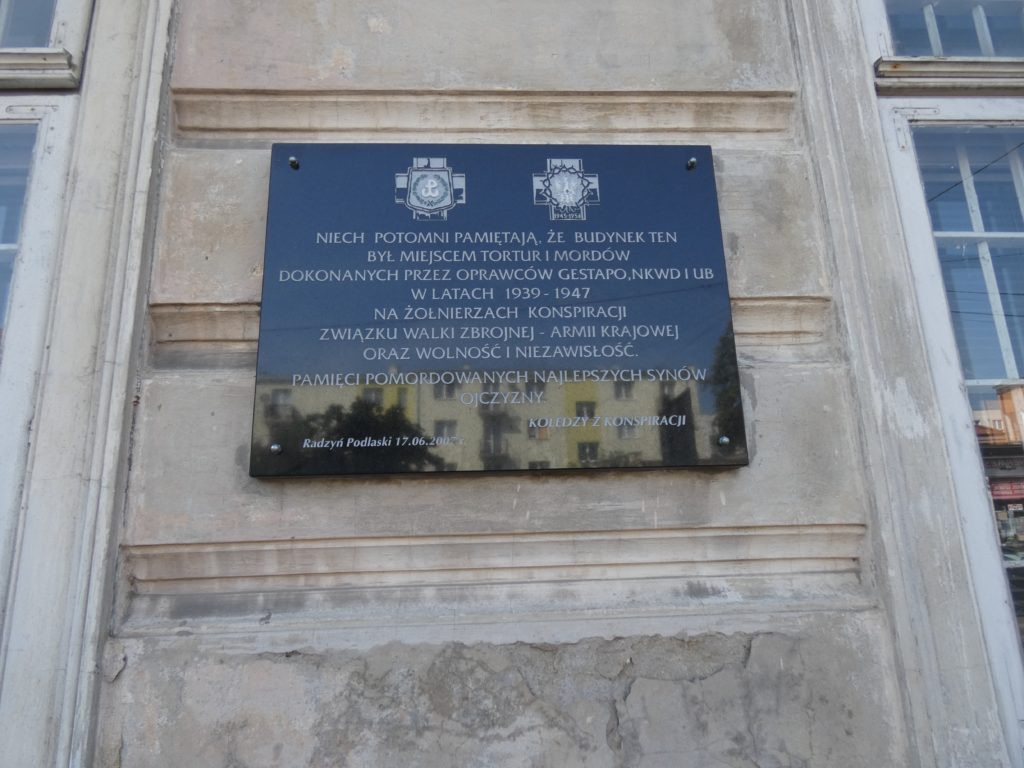 1945-1954
NIECH POTOMNI PAMIĘTAJĄ, ŻE BUDYNEK TEN
BYŁ MIEJSCEM TORTUR I MORDÓW
DOKONANYCH PRZEZ OPRAWCÓW GESTAPO, NKWD I UB
W LATACH 1939 - 1947
NA ŻOŁNIERZACH KONSPIRACJI
ZWIĄZKU WALKI ZBROJNEJ - ARMII KRAJOWEJ
ORAZ WOLNOŚĆ I NIEZAWISŁOŚĆ.
PAMIĘCI POMORDOWANYCH NAJLEPSZYCH SYNÓW
OJCZYZNY.
KOLEDZY Z KONSPIRACJI
Radzyń Podlaski 17.06.2007 r.